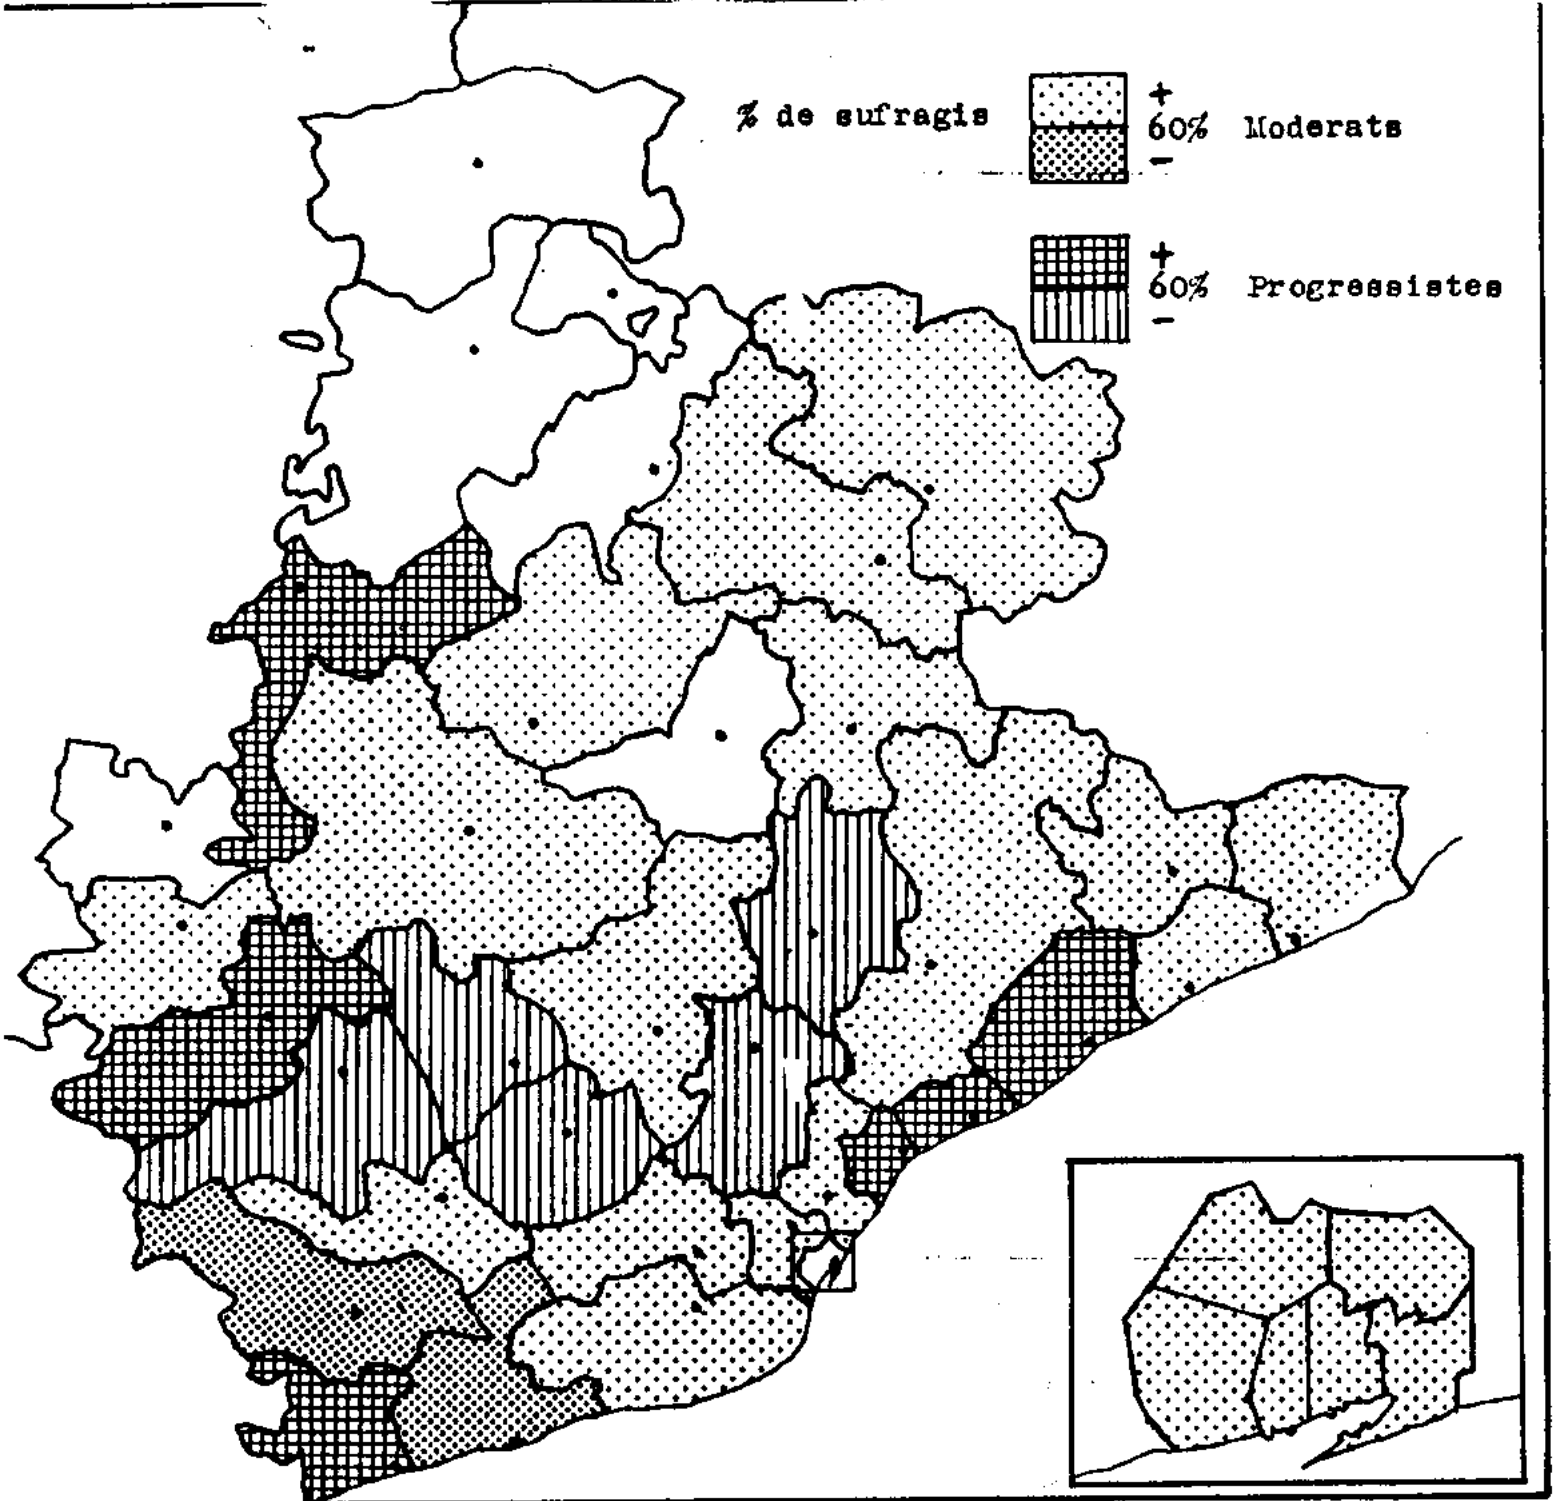 % de sufragis
+
60% Moderats
-
+
60% Progressistes
-